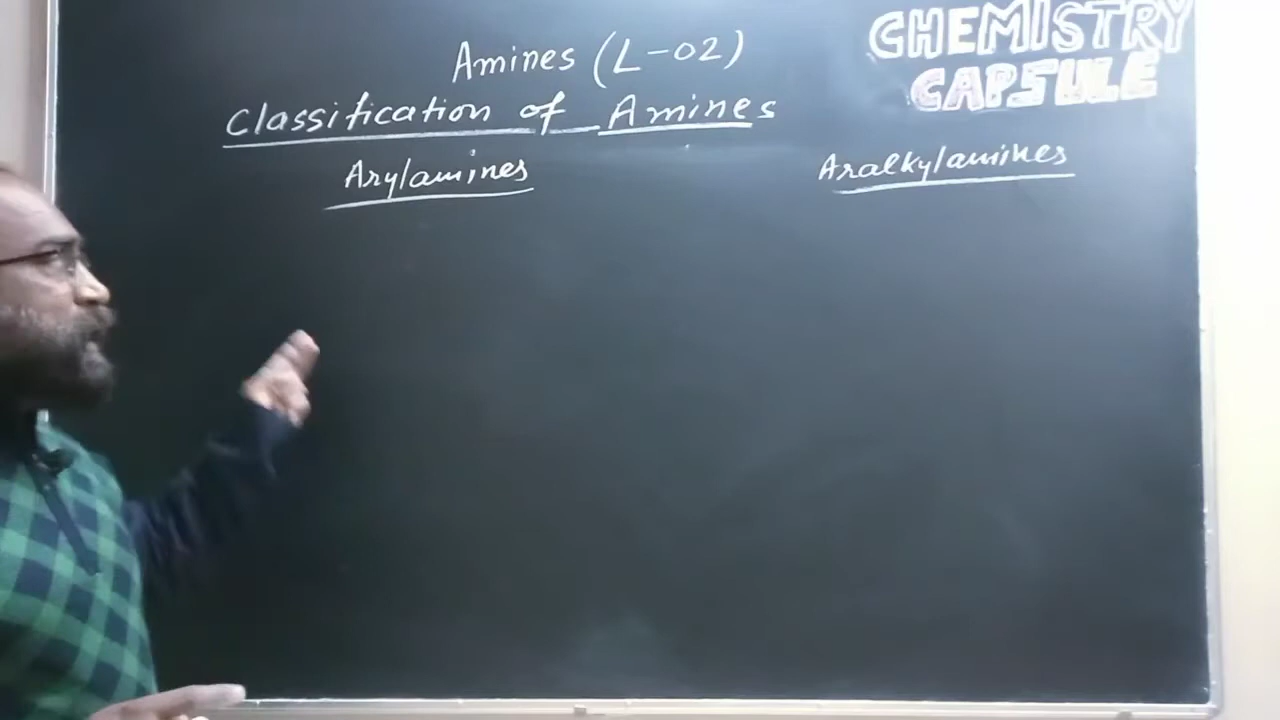 Amines (L-02)
Classification of Amines
Arylamines
Aralkylamines
CHEMISTRY
CAPSULE